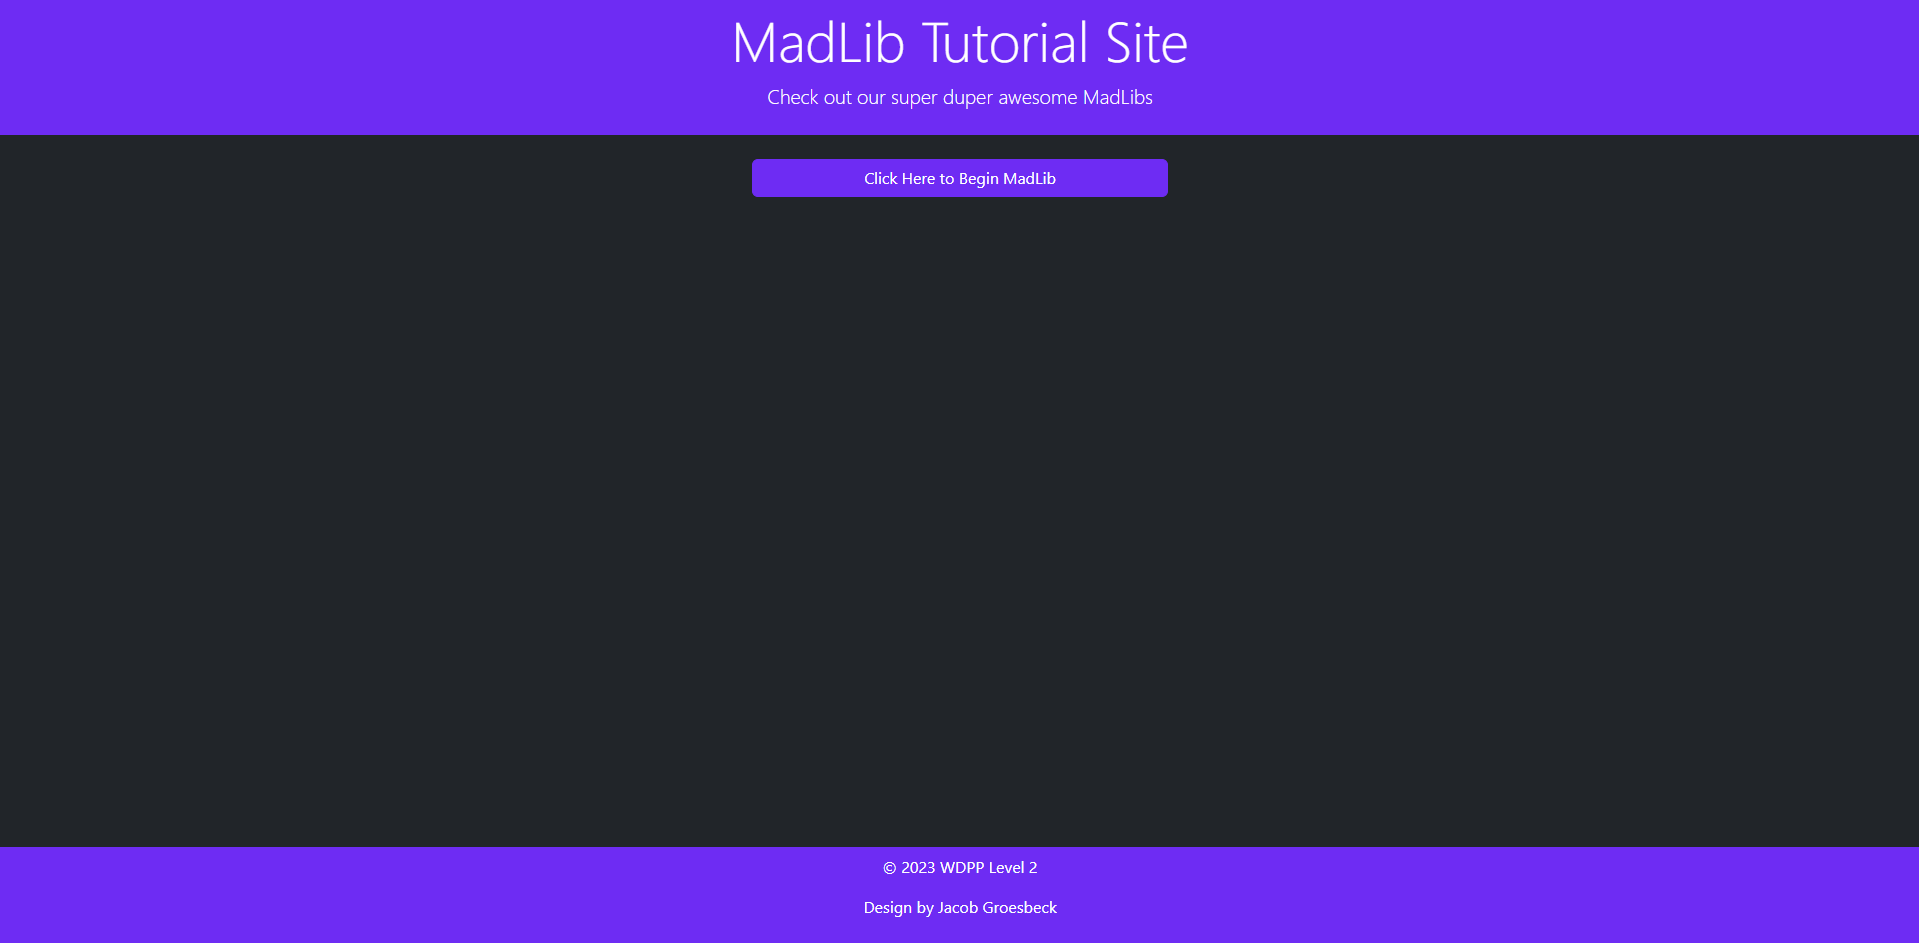 MadLib Tutorial Site
Check out our super duper awesome MadLibs
Click Here to Begin MadLib
© 2023 WDPP Level 2
Design by Jacob Groesbeck